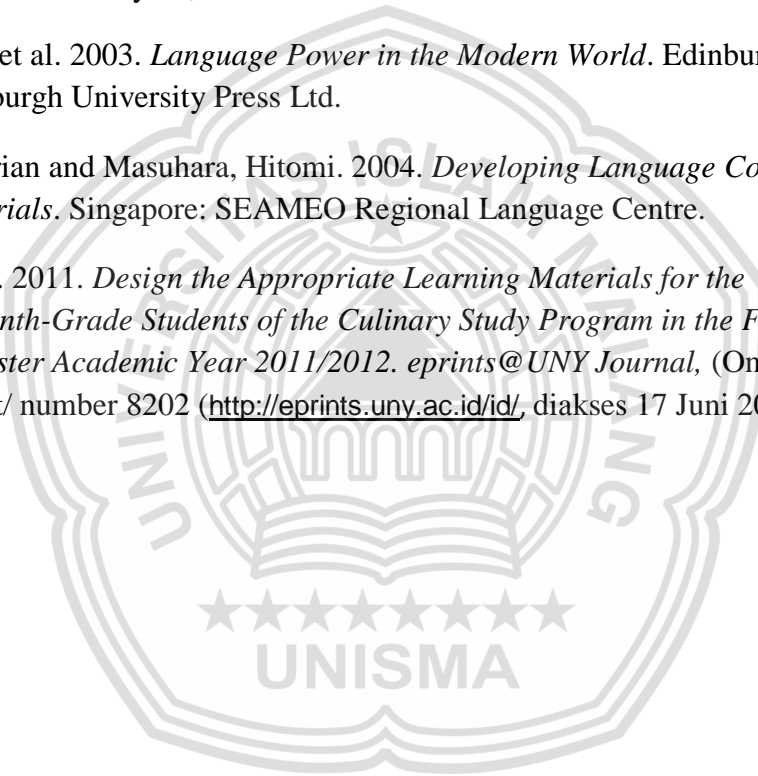 et al. 2003. Language Power in the Modern World. Edinbur
burgh University Press Ltd.
rian and Masuhara, Hitomi. 2004. Developing Language Co
rials. Singapore: SEAMEO Regional Language Centre.
. 2011. Design the Appropriate Learning Materials for the
nth-Grade Students of the Culinary Study Program in the F
ster Academic Year 2011/2012. eprints@UNY Journal, (On
t/ number 8202 (http://eprints.uny.ac.id/id/, diakses 17 Juni 20
UNIVERSITAS ISLAM MALANG
UNISMA